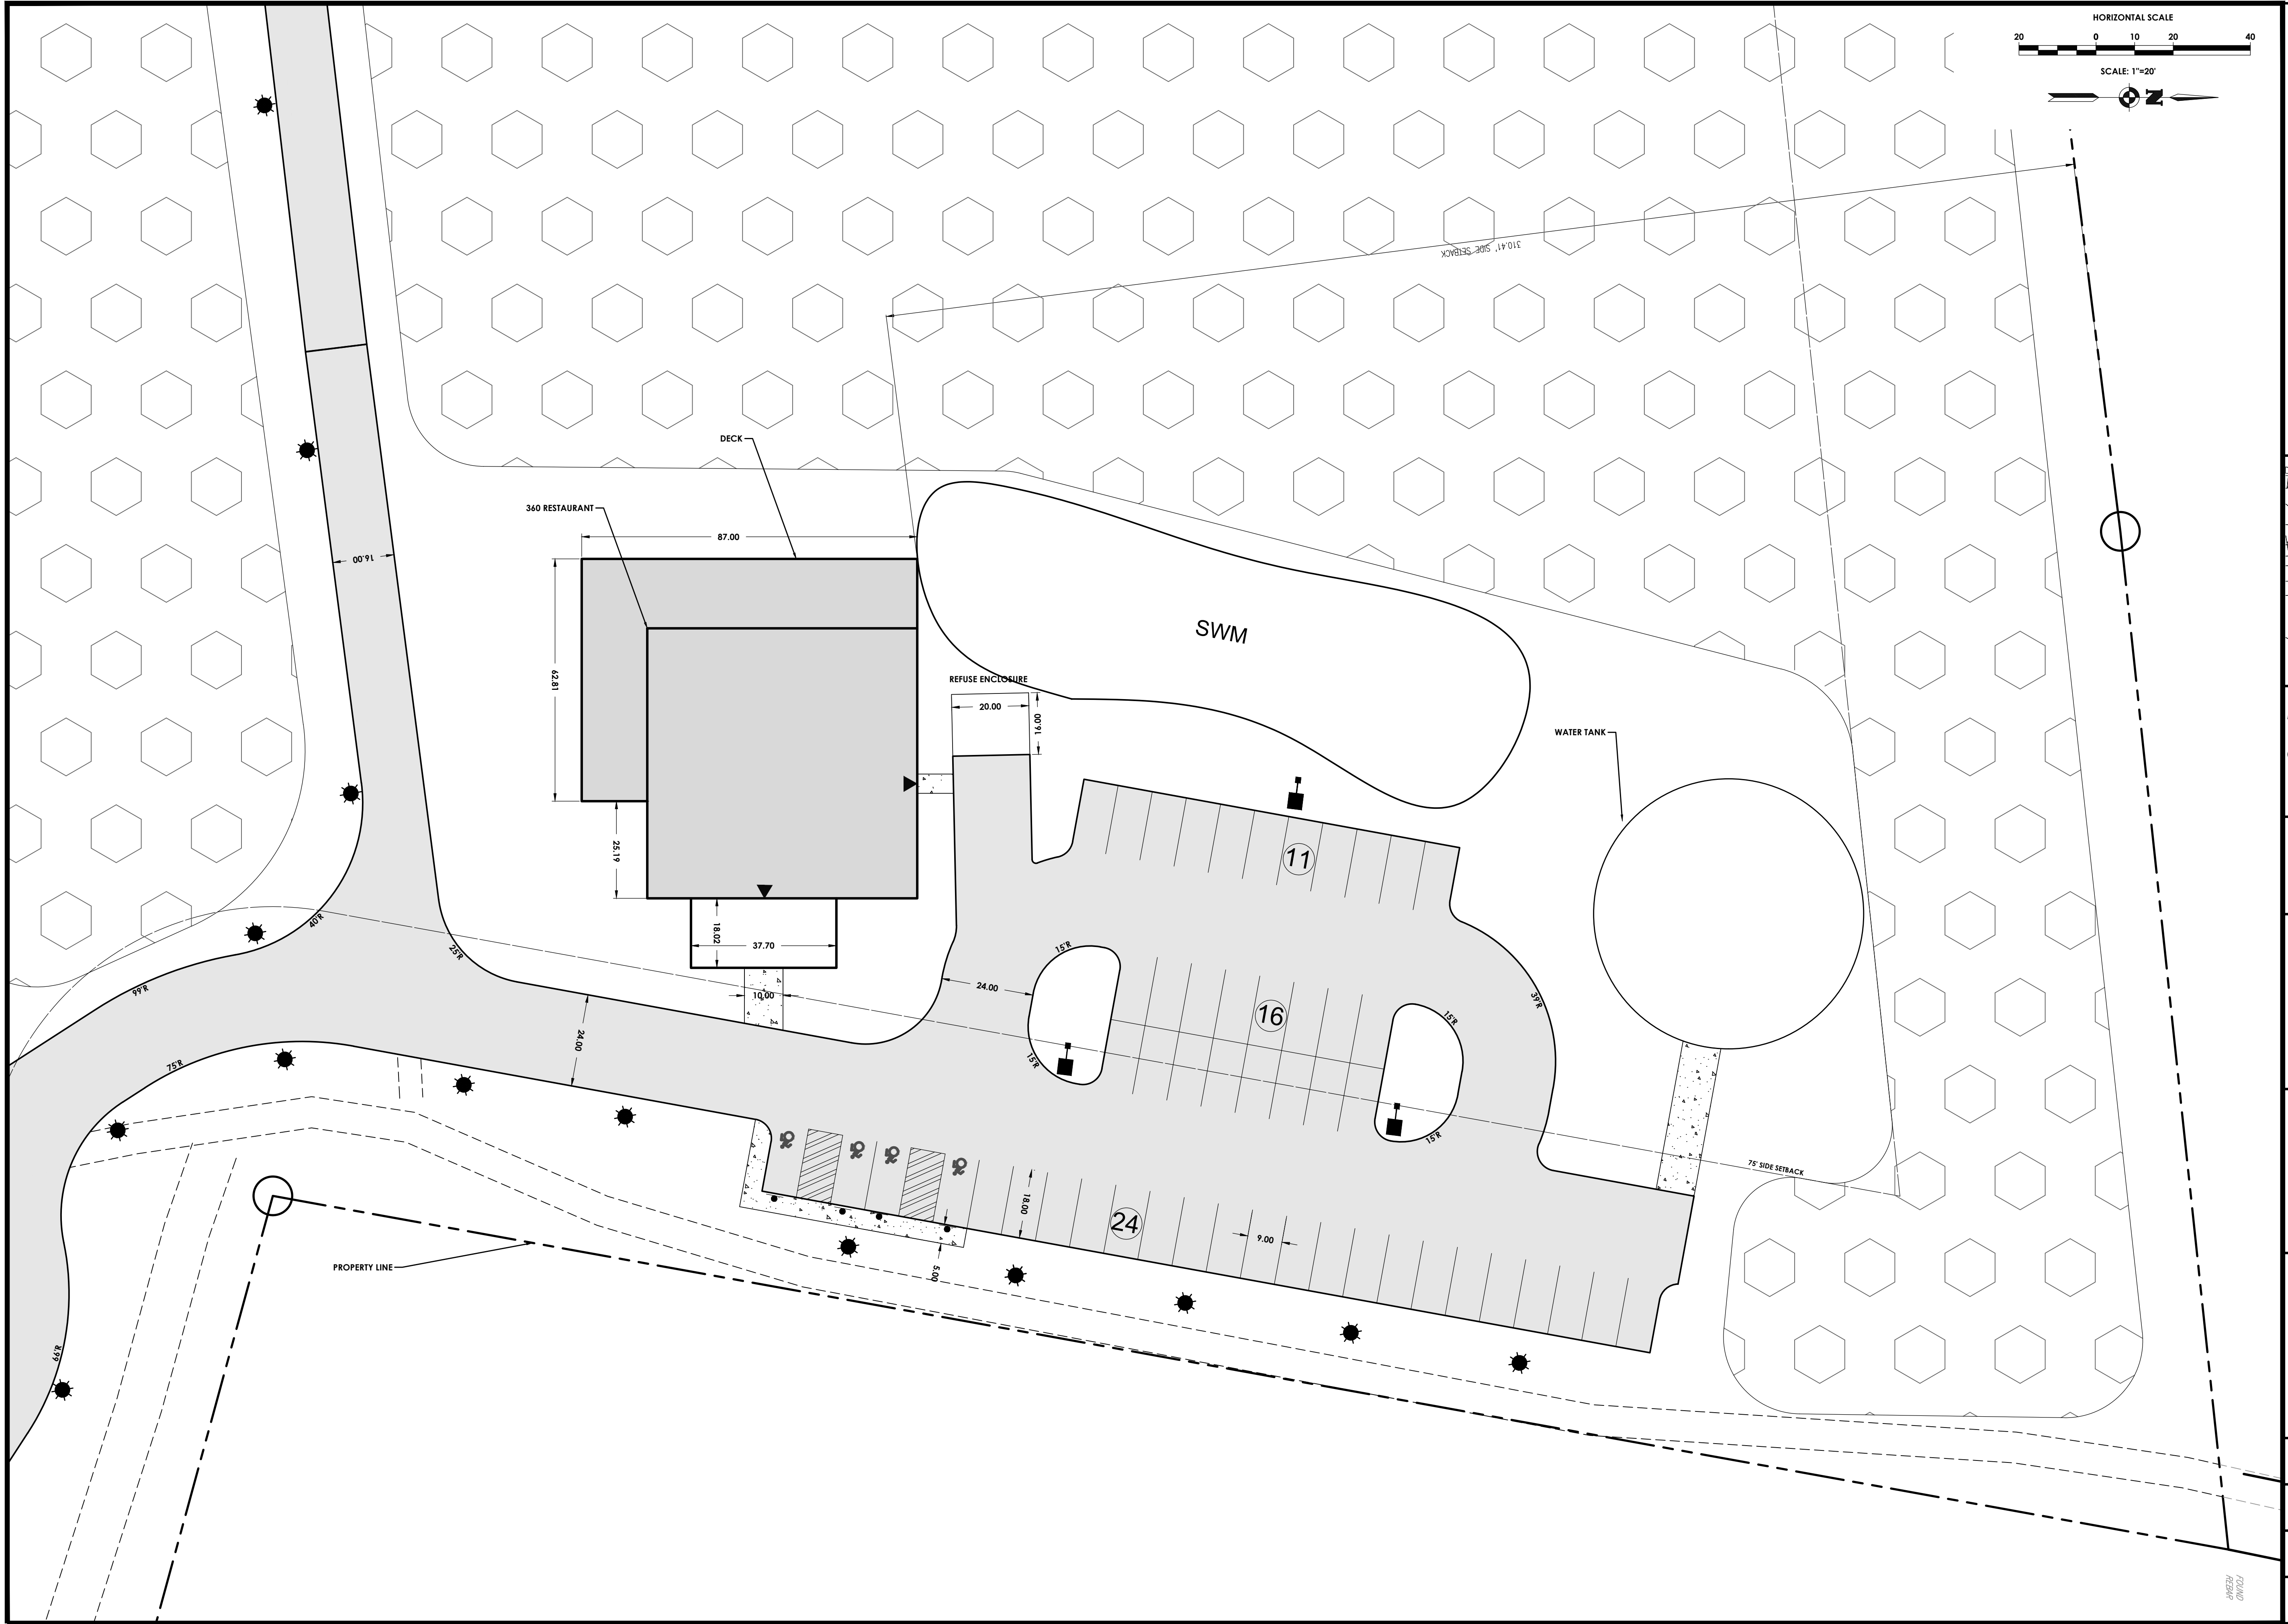 HORIZONTAL SCALE
20 0 10 20 40
SCALE: 1"=20'
N
310.41' SIDE SETBACK
DECK
360 RESTAURANT
87.00
16.00
62.81
SWM
REFUSE ENCLOSURE
20.00
16.00
WATER TANK
25.19
11
18.02
37.70
40'R
25'R
15'R
99'R
24.00
10.00
39'R
16
15'R
24.00
15'R
75'R
15'R
75' SIDE SETBACK
18.00
24
9.00
PROPERTY LINE
5.00
99'R
FOUND
REBAR